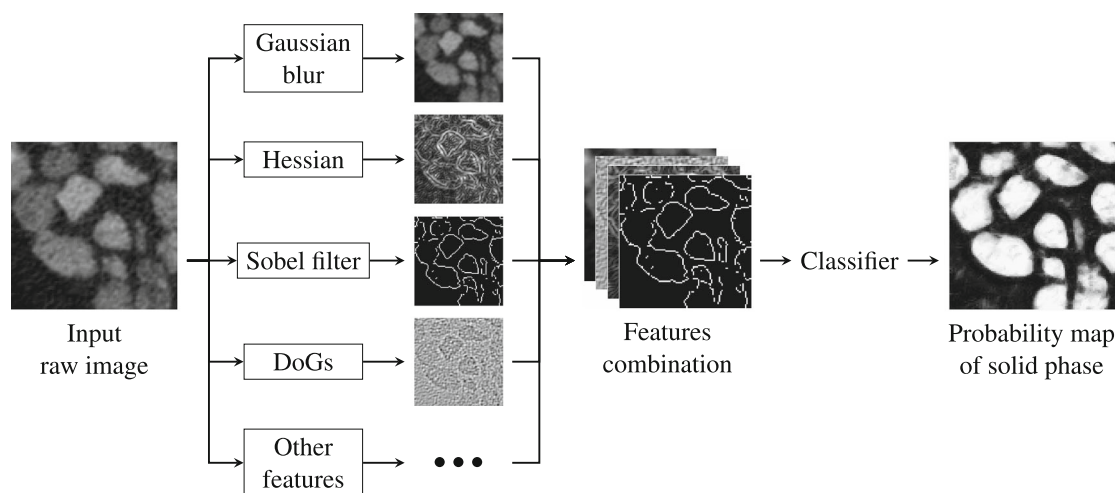 Gaussian
blur
Hessian
Sobel filter
DoGs
Other
features
Input
raw image
Features
combination
Classifier
Probability map
of solid phase